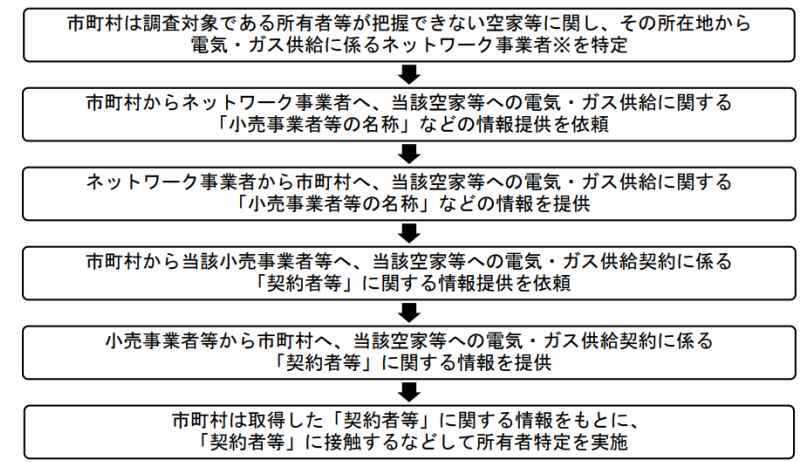 市町村は調査対象である所有者等が把握できない空家等に関し、その所在地から
電気・ガス供給に係るネットワーク事業者※を特定
市町村からネットワーク事業者へ、当該空家等への電気・ガス供給に関する
「小売事業者等の名称」などの情報提供を依頼
ネットワーク事業者から市町村へ、当該空家等への電気・ガス供給に関する
「小売事業者等の名称」などの情報を提供
市町村から当該小売事業者等へ、当該空家等への電気・ガス供給契約に係る
「契約者等」に関する情報提供を依頼
小売事業者等から市町村へ、当該空家等への電気・ガス供給契約に係る
「契約者等」に関する情報を提供
市町村は取得した「契約者等」に関する情報をもとに、
「契約者等」に接触するなどして所有者特定を実施